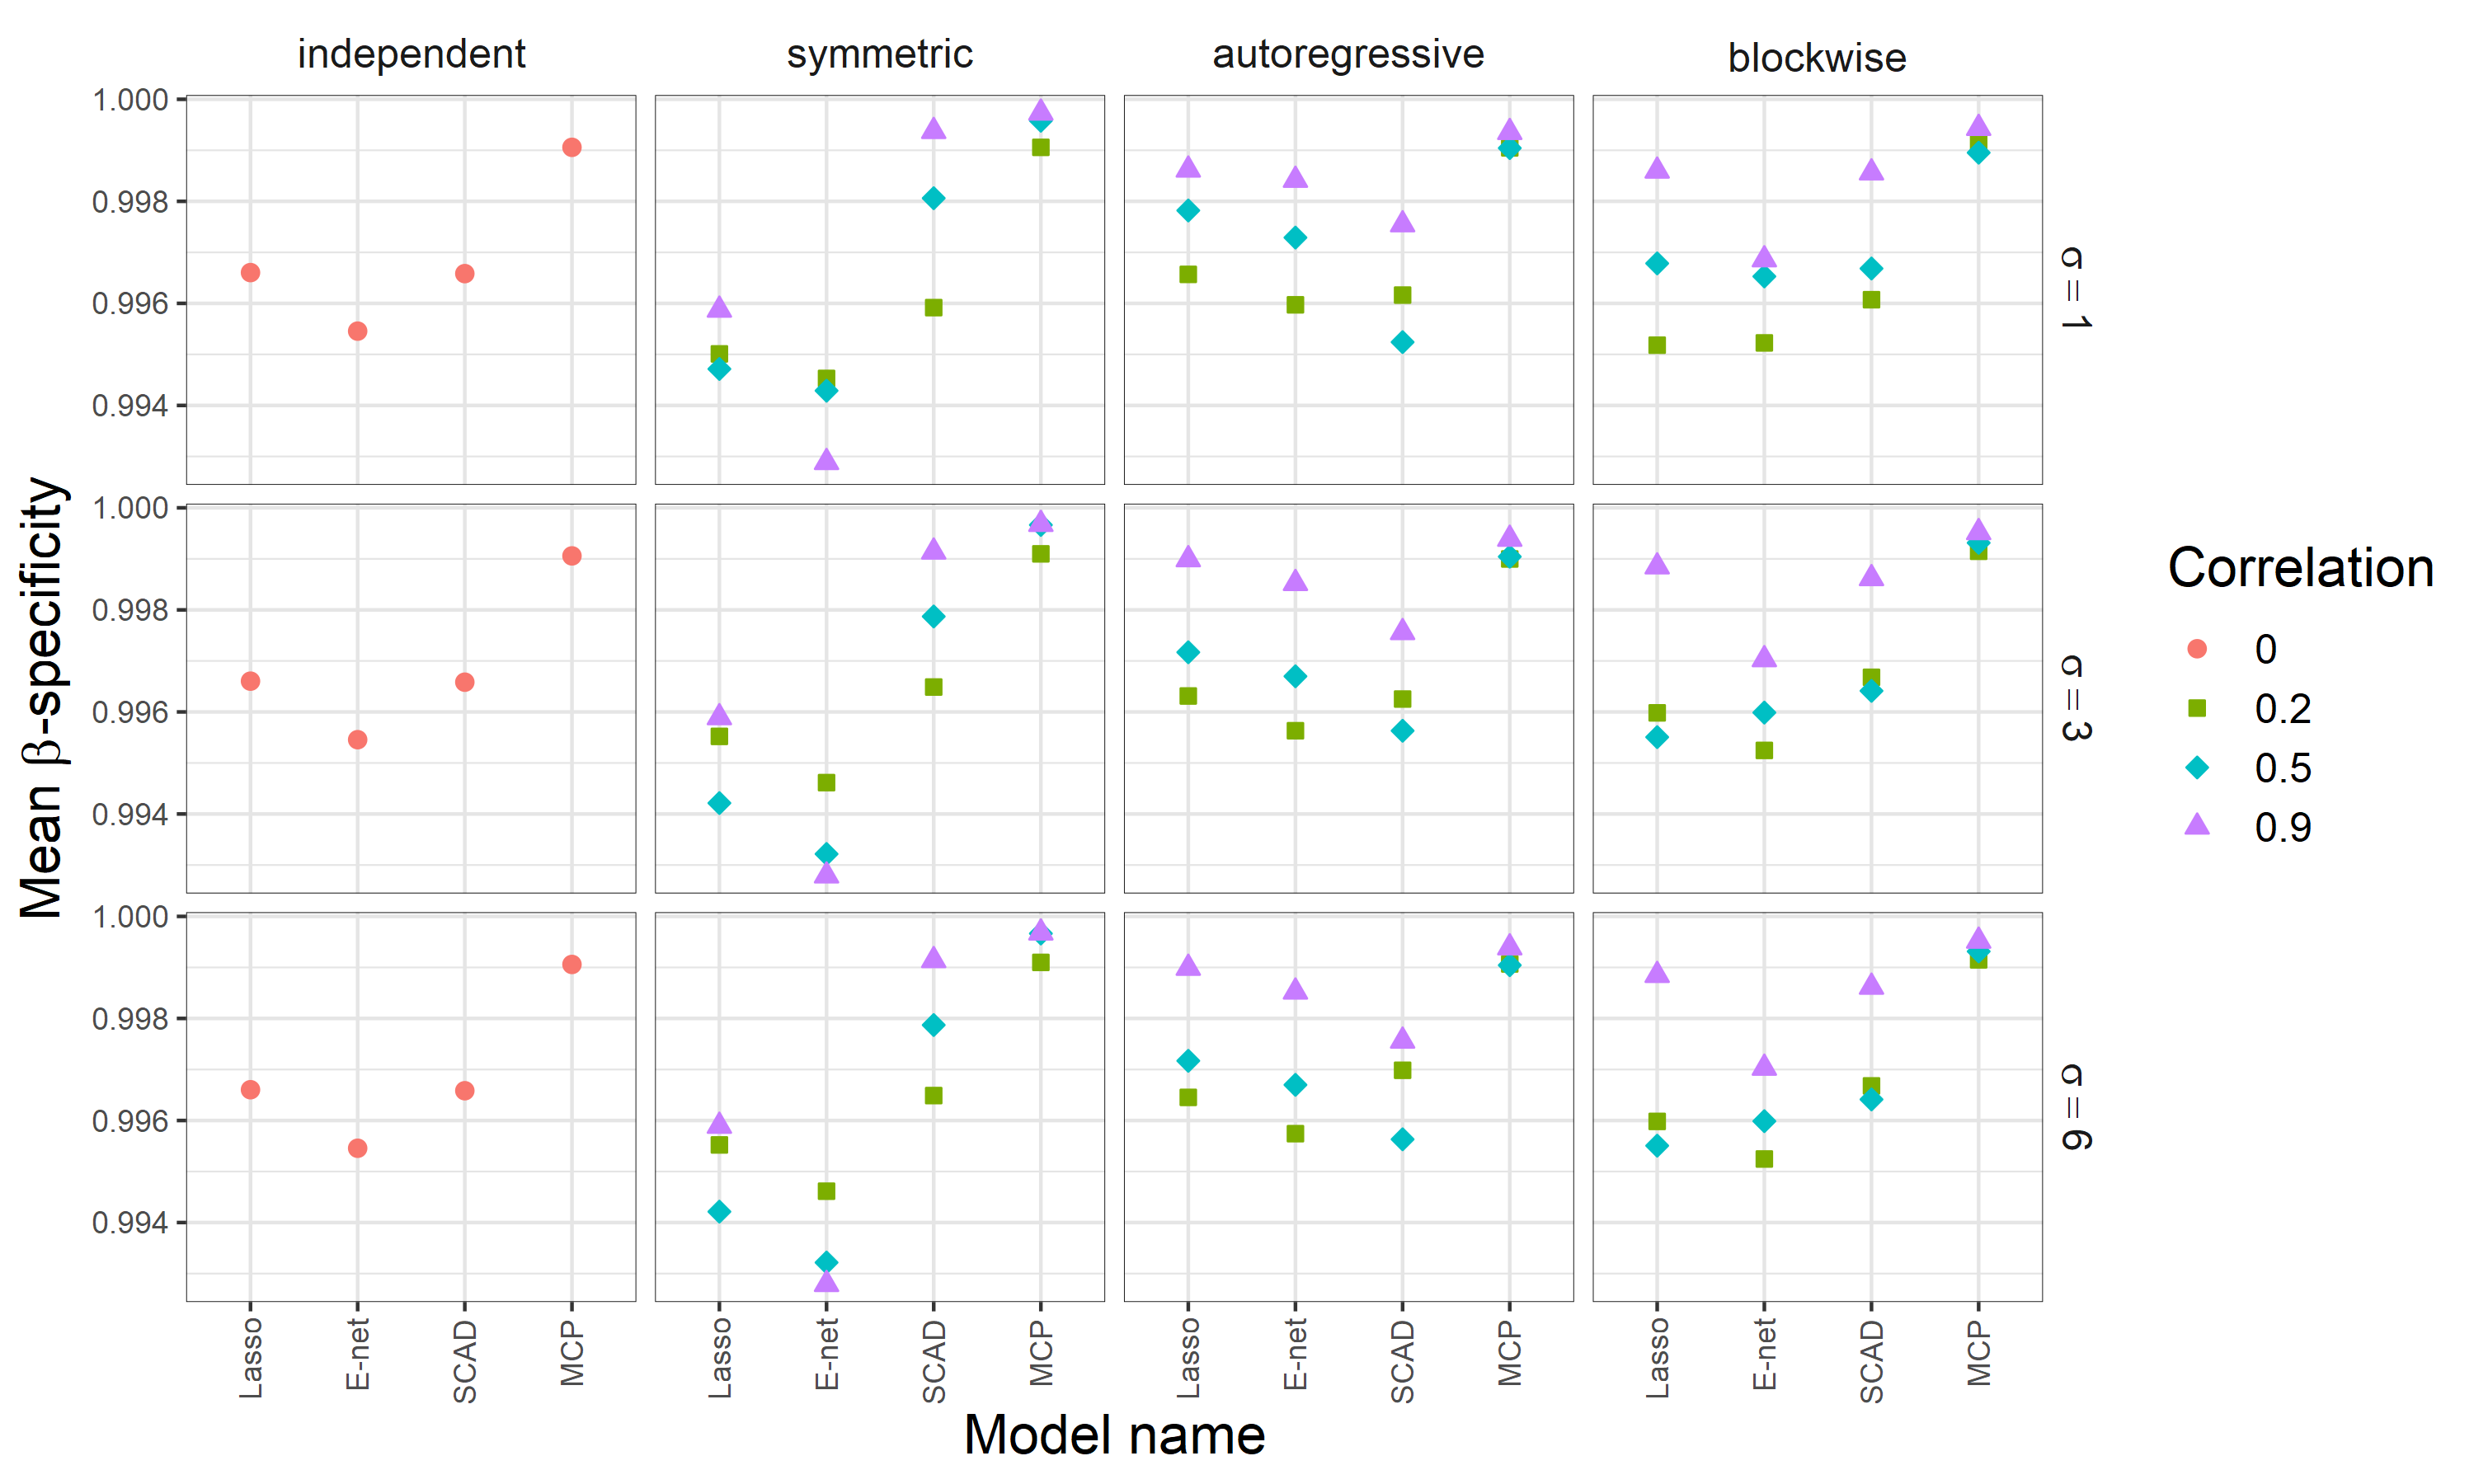 independent
symmetric
autoregressive
blockwise
1.000
0.998
0.996
0.994
σ = 1
1.000
0.998
0.996
0.994
σ = 3
1.000
0.998
0.996
0.994
σ = 6
Mean β-specificity
Lasso
E-net
SCAD
MCP
Lasso
E-net
SCAD
MCP
Lasso
E-net
SCAD
MCP
Lasso
E-net
SCAD
MCP
Model name
Correlation
0
0.2
0.5
0.9